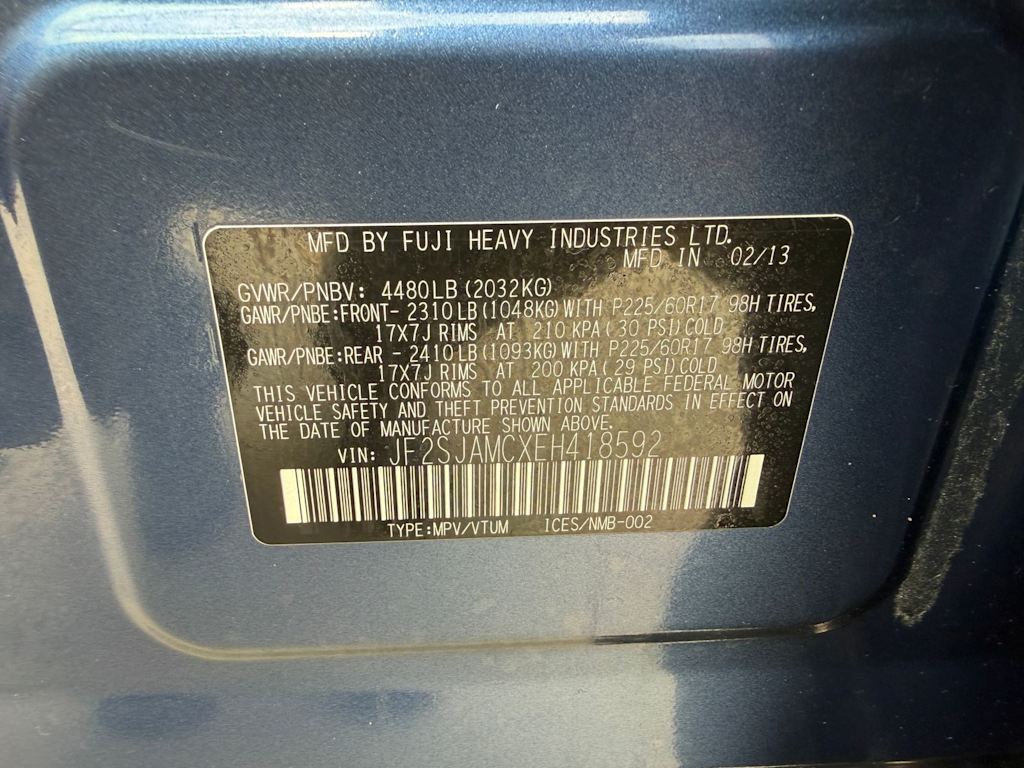 MFD BY FUJI HEAVY INDUSTRIES LTD.
MFD IN 02/13
GVWR/PNBV: 4480LB (2032KG)
GAWR/PNBE:FRONT- 2310LB (1048KG) WITH P225/60R17 98H TIRES,
17X7J RIMS AT 210 KPA (30 PSI) COLD
GAWR/PNBE:REAR - 2410LB (1093KG) WITH P225/60R17 98H TIRES,
17X7J RIMS AT 200 KPA (29 PSI) COLD
THIS VEHICLE CONFORMS TO ALL APPLICABLE FEDERAL MOTOR
VEHICLE SAFETY AND THEFT PREVENTION STANDARDS IN EFFECT ON
THE DATE OF MANUFACTURE SHOWN ABOVE.
VIN: JF2SJAMCXEH418592
TYPE:MPV/VTUM ICES/NMB-002